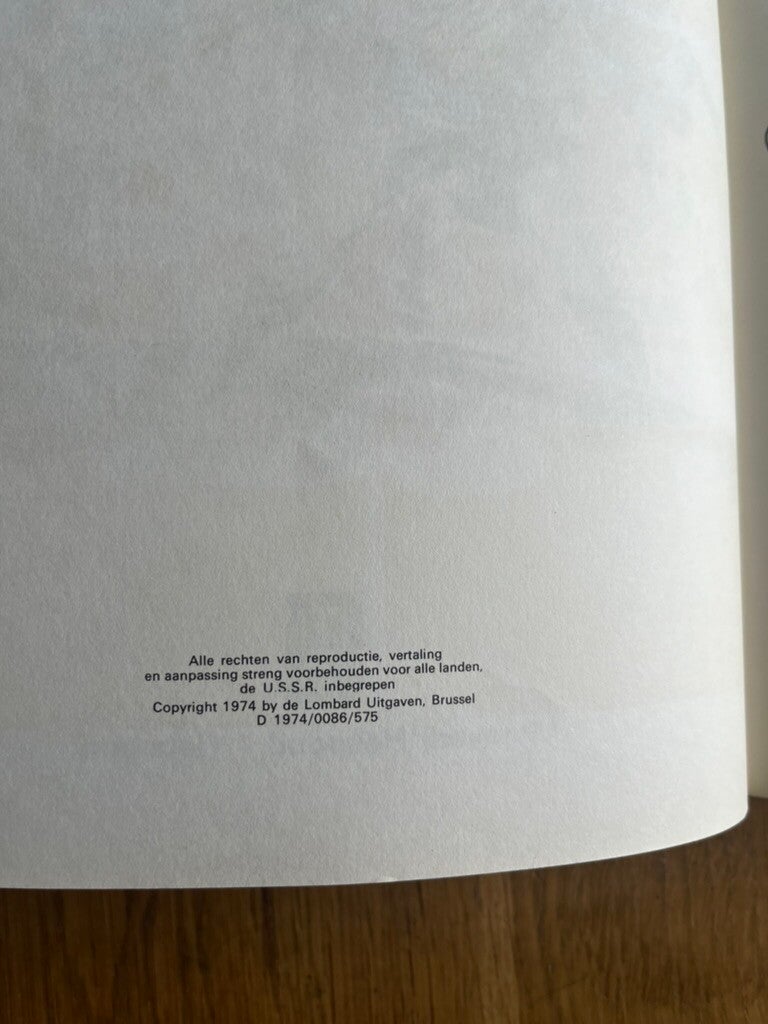 Alle rechten van reproductie, vertaling
en aanpassing streng voorbehouden voor alle landen,
de U.S.S.R. inbegrepen
Copyright 1974 by de Lombard Uitgaven, Brussel
D 1974/0086/575